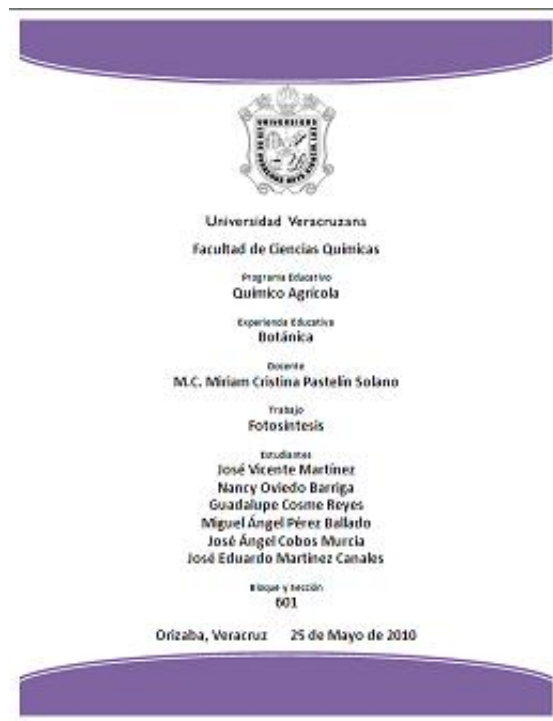 Universidad Veracruzana
Facultad de Ciencias Químicas
Programa Educativo
Químico Agrícola
Experiencia Educativa
Botánica
Docente
M.C. Miriam Cristina Pastelín Solano
Trabajo
Fotosíntesis
Estudiantes
José Vicente Martínez
Nancy Oviedo Barriga
Guadalupe Cosme Reyes
Miguel Ángel Pérez Ballado
José Ángel Cobos Murcia
José Eduardo Martínez Canales
Bloque y sección
601
Orizaba, Veracruz 25 de Mayo de 2010